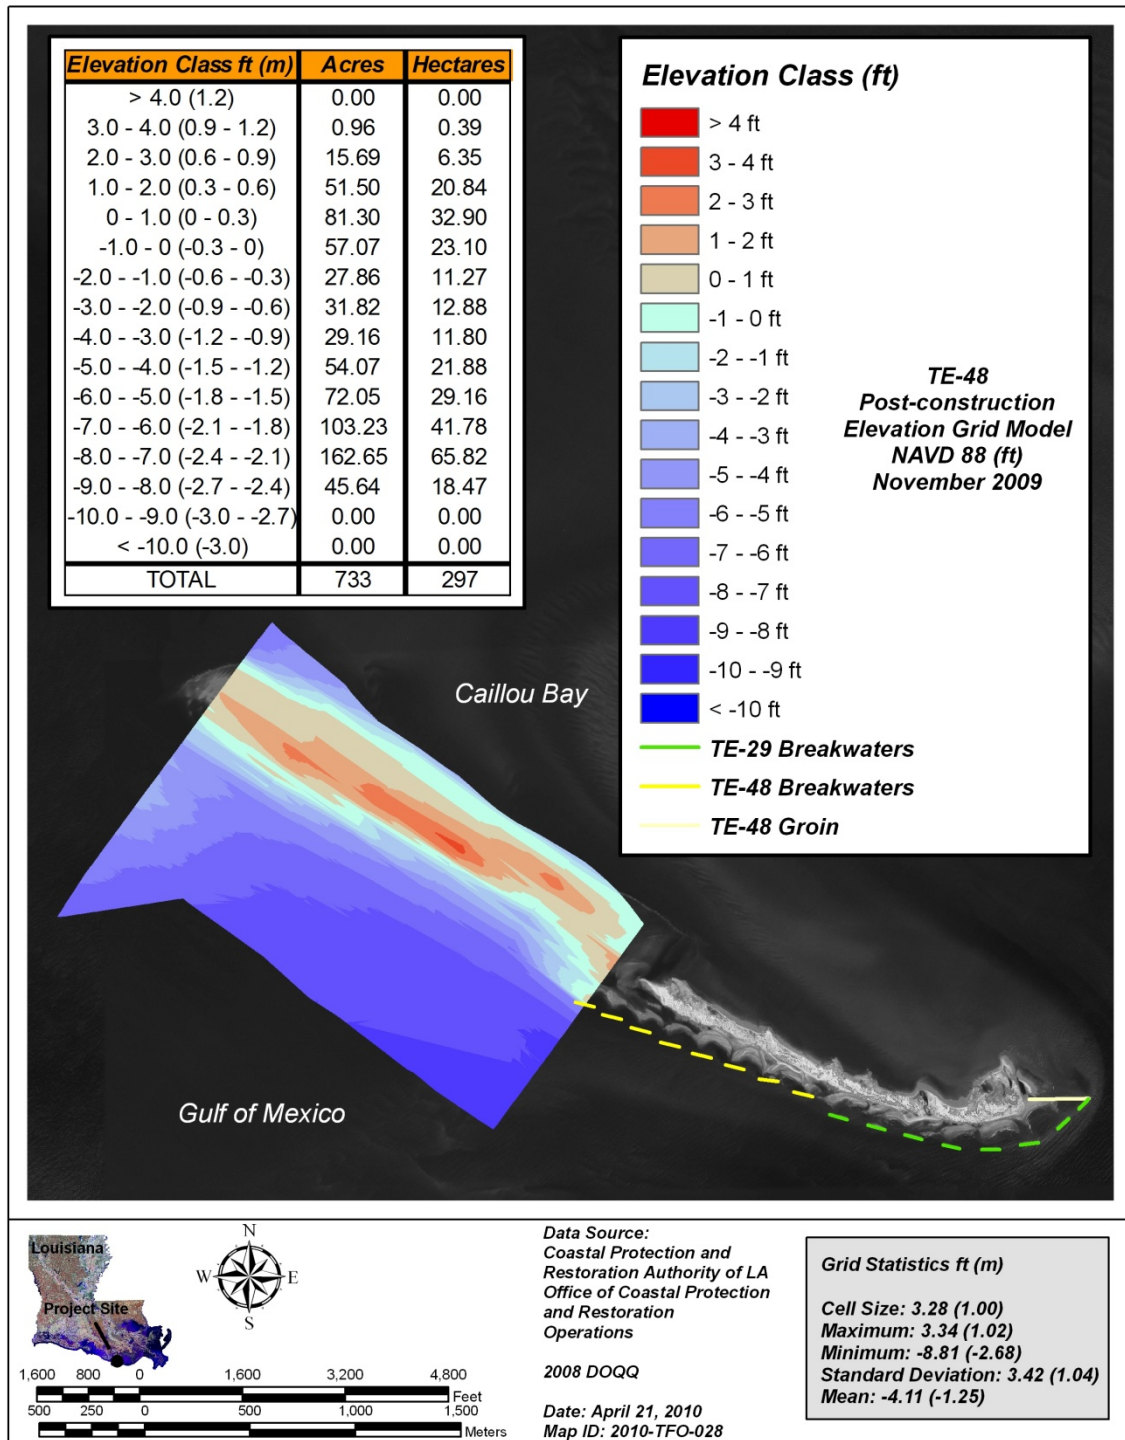 Elevation Class ft (m) Acres Hectares
> 4.0 (1.2) 0.00 0.00
3.0 - 4.0 (0.9 - 1.2) 0.96 0.39
2.0 - 3.0 (0.6 - 0.9) 15.69 6.35
1.0 - 2.0 (0.3 - 0.6) 51.50 20.84
0 - 1.0 (0 - 0.3) 81.30 32.90
-1.0 - 0 (-0.3 - 0) 57.07 23.10
-2.0 - -1.0 (-0.6 - -0.3) 27.86 11.27
-3.0 - -2.0 (-0.9 - -0.6) 31.82 12.88
-4.0 - -3.0 (-1.2 - -0.9) 29.16 11.80
-5.0 - -4.0 (-1.5 - -1.2) 54.07 21.88
-6.0 - -5.0 (-1.8 - -1.5) 72.05 29.16
-7.0 - -6.0 (-2.1 - -1.8) 103.23 41.78
-8.0 - -7.0 (-2.4 - -2.1) 162.65 65.82
-9.0 - -8.0 (-2.7 - -2.4) 45.64 18.47
-10.0 - -9.0 (-3.0 - -2.7) 0.00 0.00
< -10.0 (-3.0) 0.00 0.00
TOTAL 733 297
Elevation Class (ft)
> 4 ft
3 - 4 ft
2 - 3 ft
1 - 2 ft
0 - 1 ft
-1 - 0 ft
-2 - -1 ft
-3 - -2 ft
-4 - -3 ft
-5 - -4 ft
-6 - -5 ft
-7 - -6 ft
-8 - -7 ft
-9 - -8 ft
-10 - -9 ft
< -10 ft
TE-29 Breakwaters
TE-48 Breakwaters
TE-48 Groin
TE-48
Post-construction
Elevation Grid Model
NAVD 88 (ft)
November 2009
Caillou Bay
Gulf of Mexico
Louisiana
Project Site
N
W E
S
1,600 800 0 1,600 3,200 4,800
Feet
500 250 0 500 1,000 1,500
Meters
Data Source:
Coastal Protection and
Restoration Authority of LA
Office of Coastal Protection
and Restoration
Operations
2008 DOQQ
Date: April 21, 2010
Map ID: 2010-TFO-028
Grid Statistics ft (m)
Cell Size: 3.28 (1.00)
Maximum: 3.34 (1.02)
Minimum: -8.81 (-2.68)
Standard Deviation: 3.42 (1.04)
Mean: -4.11 (-1.25)